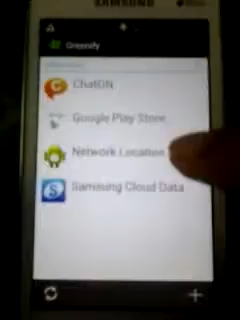 SAMSUNG
Greenify
ChatON
Google Play Store
Network Location
Samsung Cloud Data